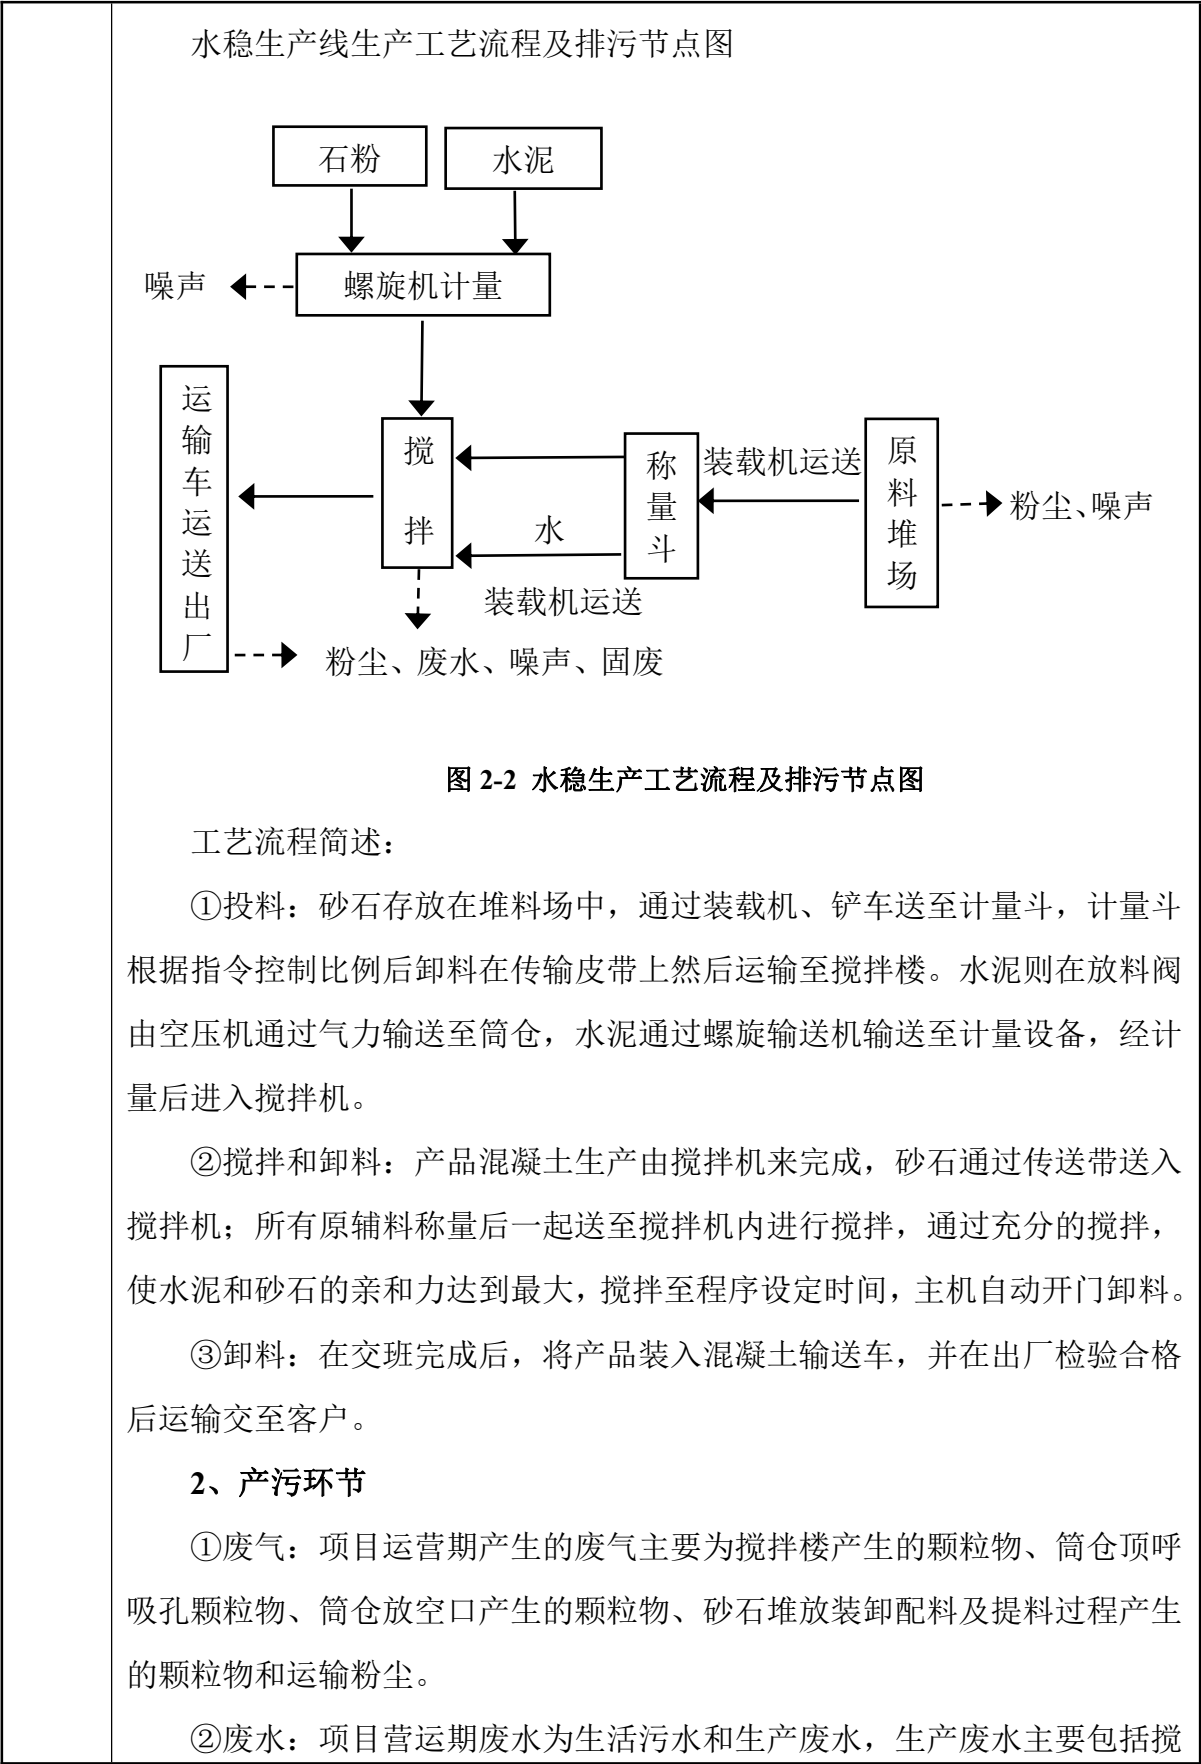 水稳生产线生产工艺流程及排污节点图
石粉
水泥
噪声
螺旋机计量
运输车运送出厂
搅拌
称量斗
装载机运送
原料堆场
粉尘、噪声
水
装载机运送
粉尘、废水、噪声、固废
图 2-2 水稳生产工艺流程及排污节点图
工艺流程简述：
①投料：砂石存放在堆料场中，通过装载机、铲车送至计量斗，计量斗
根据指令控制比例后卸料在传输皮带上然后运输至搅拌楼。水泥则在放料阀
由空压机通过气力输送至筒仓，水泥通过螺旋输送机输送至计量设备，经计
量后进入搅拌机。
②搅拌和卸料：产品混凝土生产由搅拌机来完成，砂石通过传送带送入
搅拌机；所有原辅料称量后一起送至搅拌机内进行搅拌，通过充分的搅拌，
使水泥和砂石的亲和力达到最大，搅拌至程序设定时间，主机自动开门卸料。
③卸料：在交班完成后，将产品装入混凝土输送车，并在出厂检验合格
后运输交至客户。
2、产污环节
①废气：项目运营期产生的废气主要为搅拌楼产生的颗粒物、筒仓顶呼
吸孔颗粒物、筒仓放空口产生的颗粒物、砂石堆放装卸配料及提料过程产生
的颗粒物和运输粉尘。
②废水：项目营运期废水为生活污水和生产废水，生产废水主要包括搅